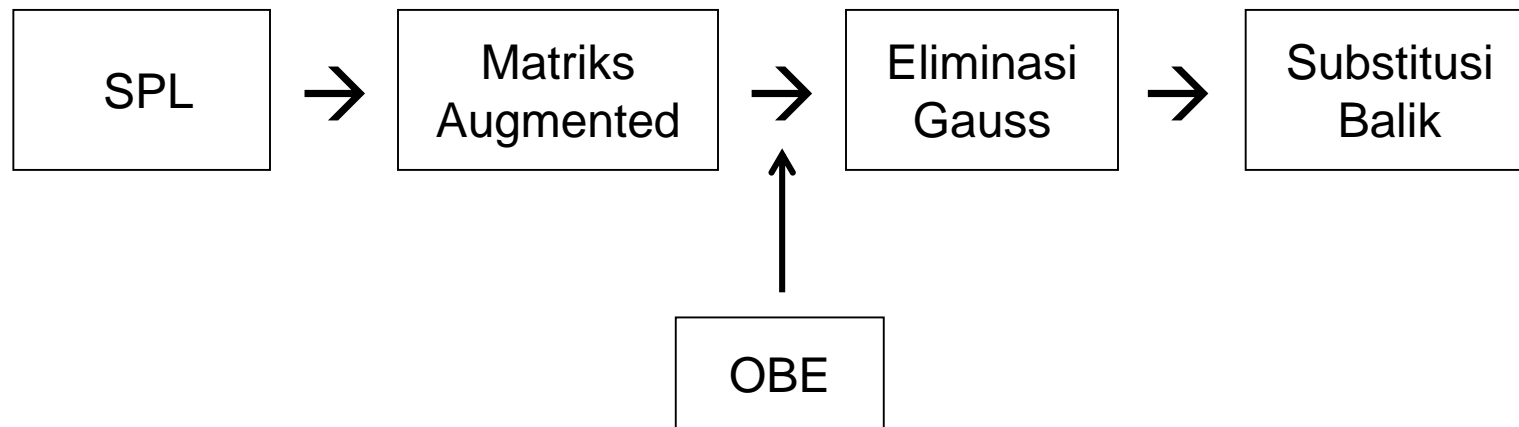 SPL
Matriks
Augmented
Eliminasi
Gauss
Substitusi
Balik
OBE